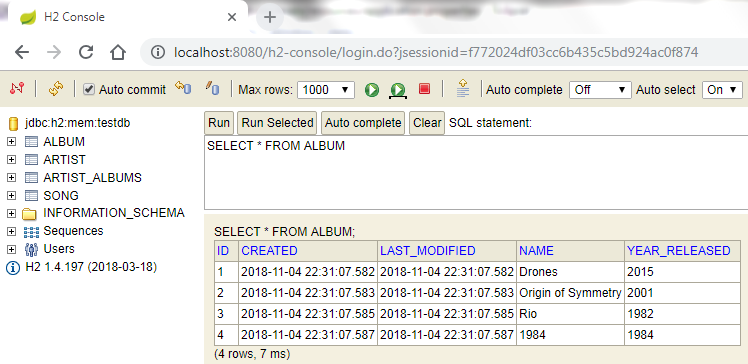 H2 Console
localhost:8080/h2-console/login.do?jsessionid=f772024df03cc6b435c5bd924ac0f874
Auto commit Max rows: 1000 Auto complete Off Auto select On
jdbc:h2:mem:testdb
ALBUM
ARTIST
ARTIST_ALBUMS
SONG
INFORMATION_SCHEMA
Sequences
Users
H2 1.4.197 (2018-03-18)
Run Run Selected Auto complete Clear SQL statement:
SELECT * FROM ALBUM
SELECT * FROM ALBUM;
ID CREATED LAST_MODIFIED NAME YEAR_RELEASED
1 2018-11-04 22:31:07.582 2018-11-04 22:31:07.582 Drones 2015
2 2018-11-04 22:31:07.583 2018-11-04 22:31:07.583 Origin of Symmetry 2001
3 2018-11-04 22:31:07.585 2018-11-04 22:31:07.585 Rio 1982
4 2018-11-04 22:31:07.587 2018-11-04 22:31:07.587 1984 1984
(4 rows, 7 ms)